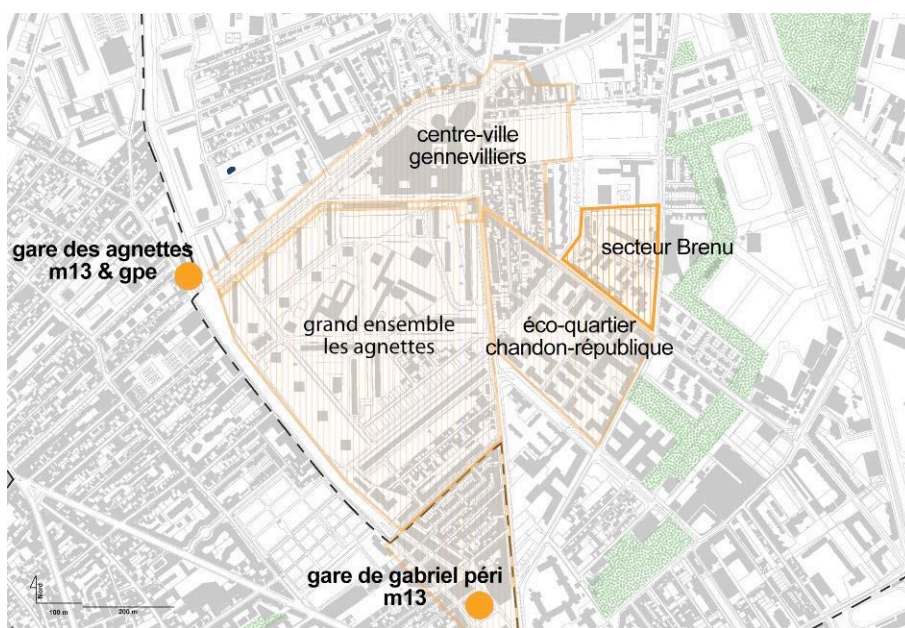 centre-ville
gennevilliers
gare des agnettes
m13 & gpe
secteur Brenu
grand ensemble
les agnettes
éco-quartier
chandon-république
gare de gabriel péri
m13
Nord
100 m
200 m